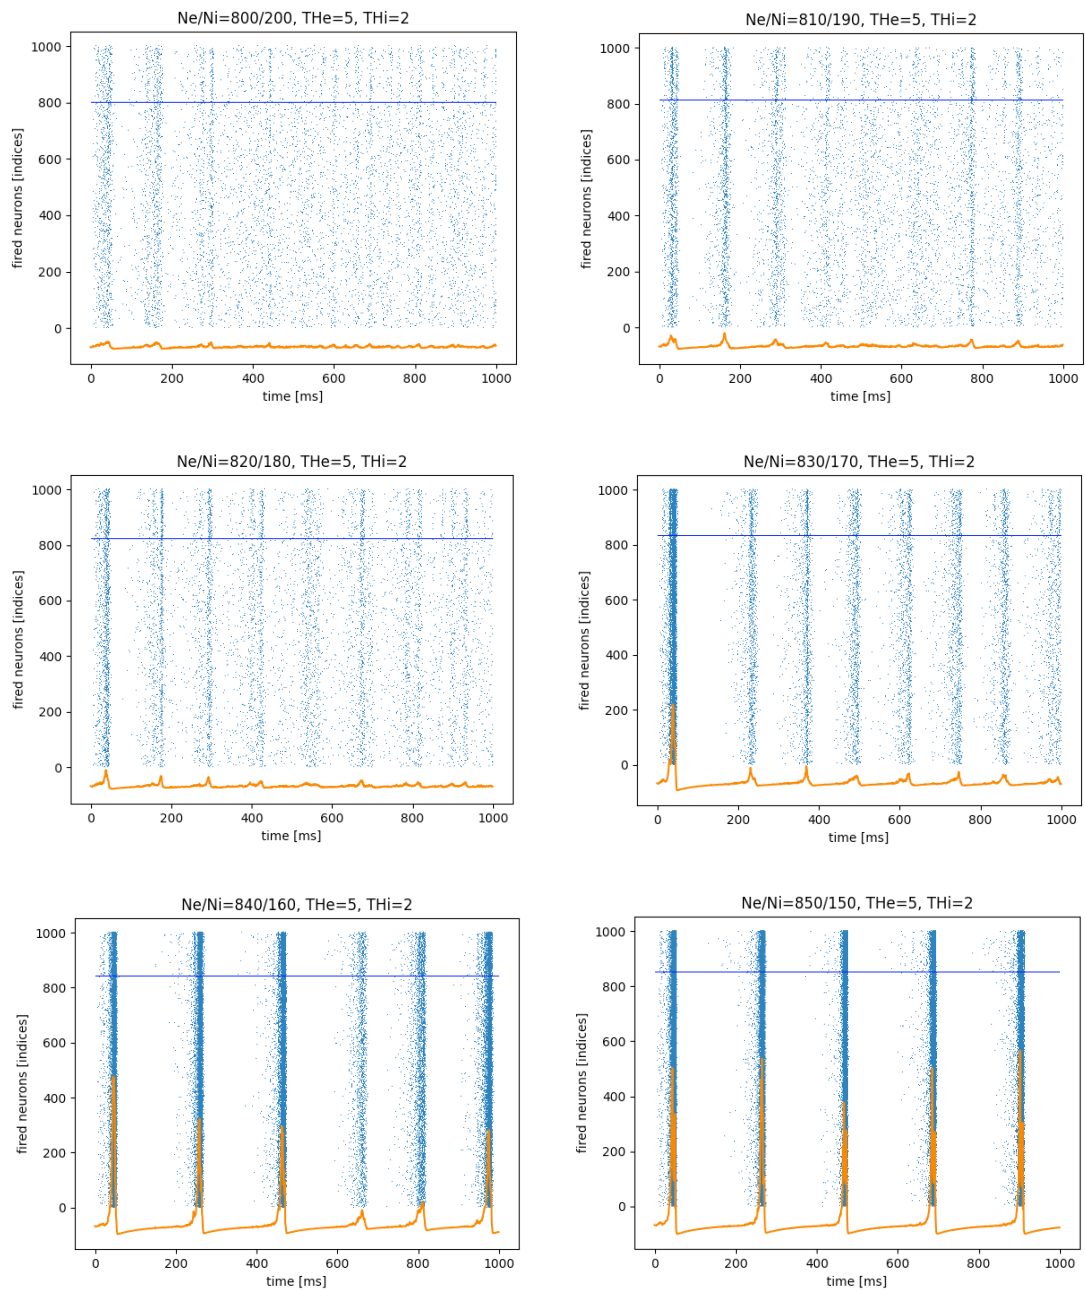 Ne/Ni=800/200, THe=5, THi=2
1000
800
600
400
200
0
fired neurons [indices]
0 200 400 600 800 1000
time [ms]
Ne/Ni=810/190, THe=5, THi=2
1000
800
600
400
200
0
fired neurons [indices]
0 200 400 600 800 1000
time [ms]
Ne/Ni=820/180, THe=5, THi=2
1000
800
600
400
200
0
fired neurons [indices]
0 200 400 600 800 1000
time [ms]
Ne/Ni=830/170, THe=5, THi=2
1000
800
600
400
200
0
fired neurons [indices]
0 200 400 600 800 1000
time [ms]
Ne/Ni=840/160, THe=5, THi=2
1000
800
600
400
200
0
fired neurons [indices]
0 200 400 600 800 1000
time [ms]
Ne/Ni=850/150, THe=5, THi=2
1000
800
600
400
200
0
fired neurons [indices]
0 200 400 600 800 1000
time [ms]